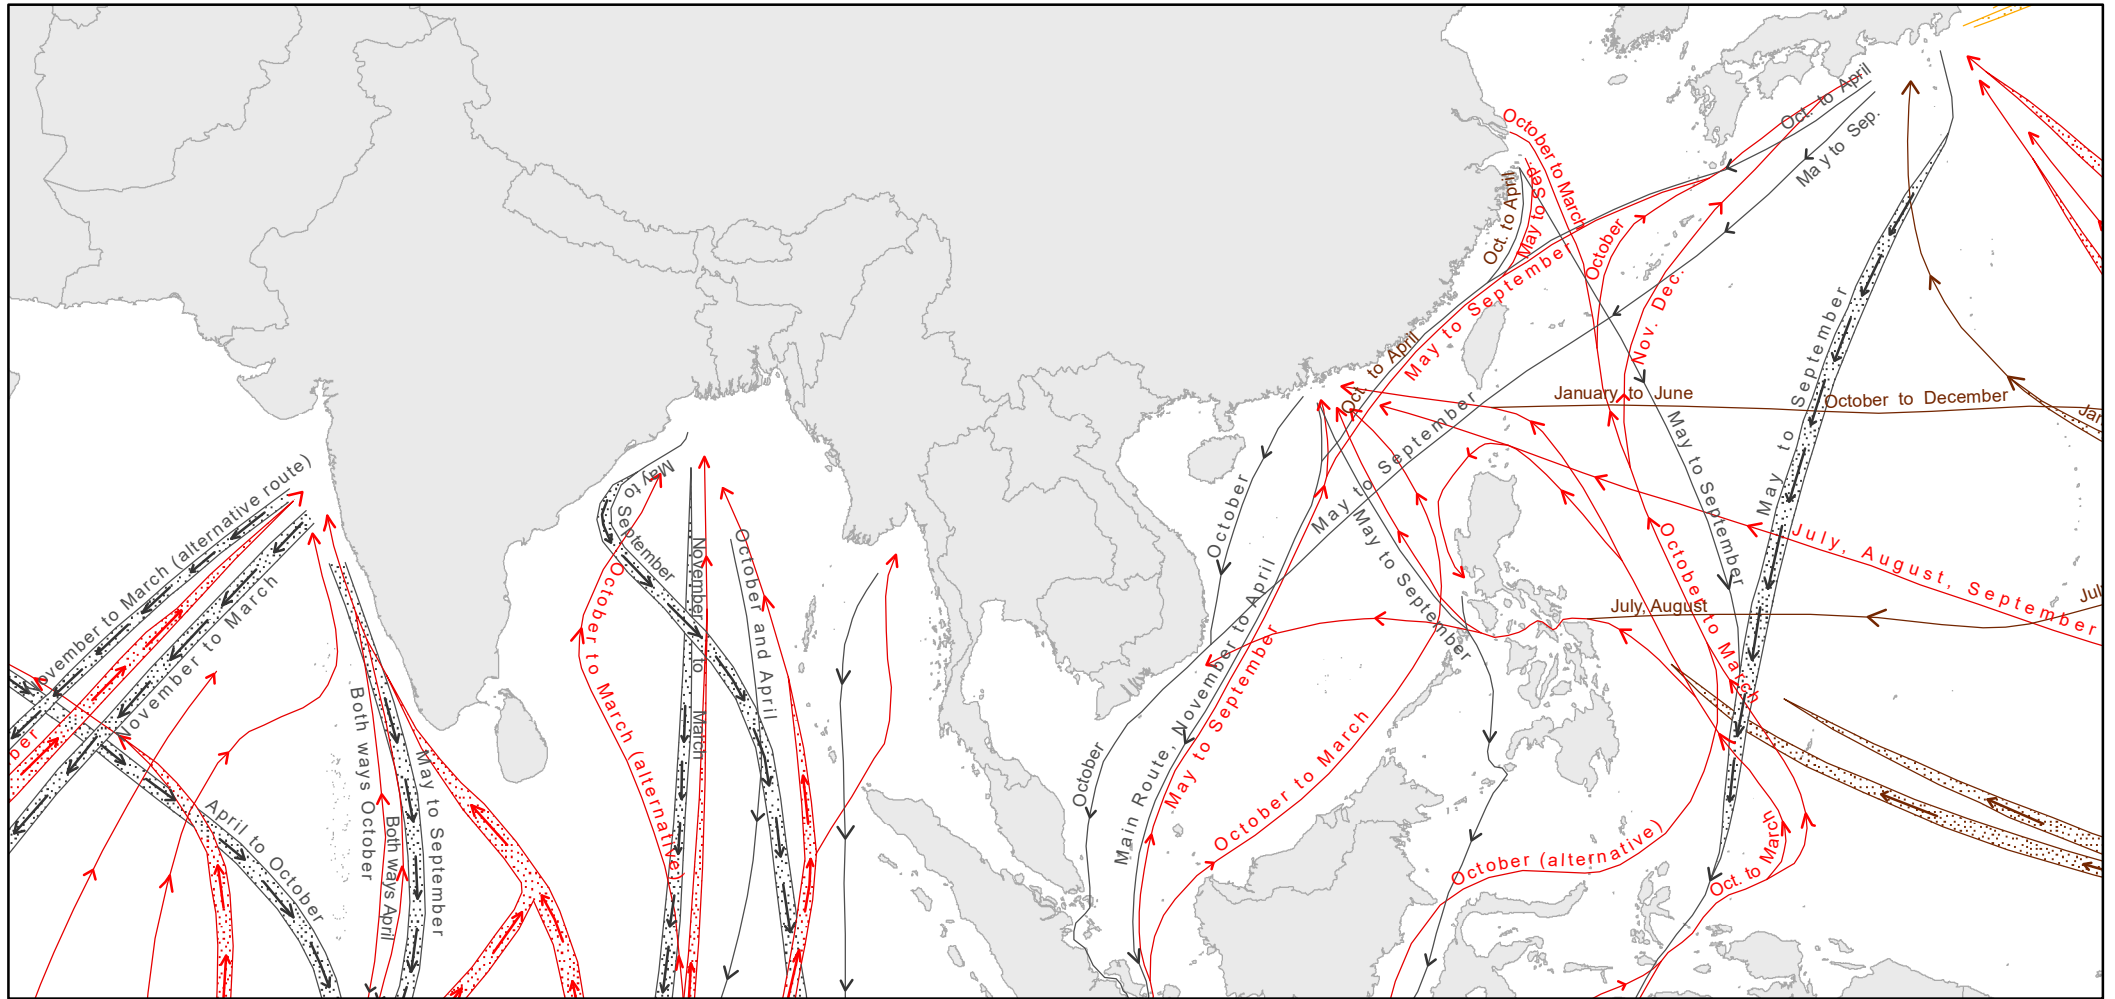 November to March (alternative route)
November to March
ber
April to October
Both ways October
Both ways April
May to September
May to
September
October to March (alternative)
November to March
October and April
October to March
May to Sep.
Oct. to April
October
Nov. Dec.
Oct. to April
May to Sep.
May to September
Oct. to April
May to September
January to June
October to December
Jan
May to September
May to September
July, August, September
July, August
Jul
October to March
October
May to September
Main Route, November to April
May to September
October
October to March
October (alternative)
Oct. to March